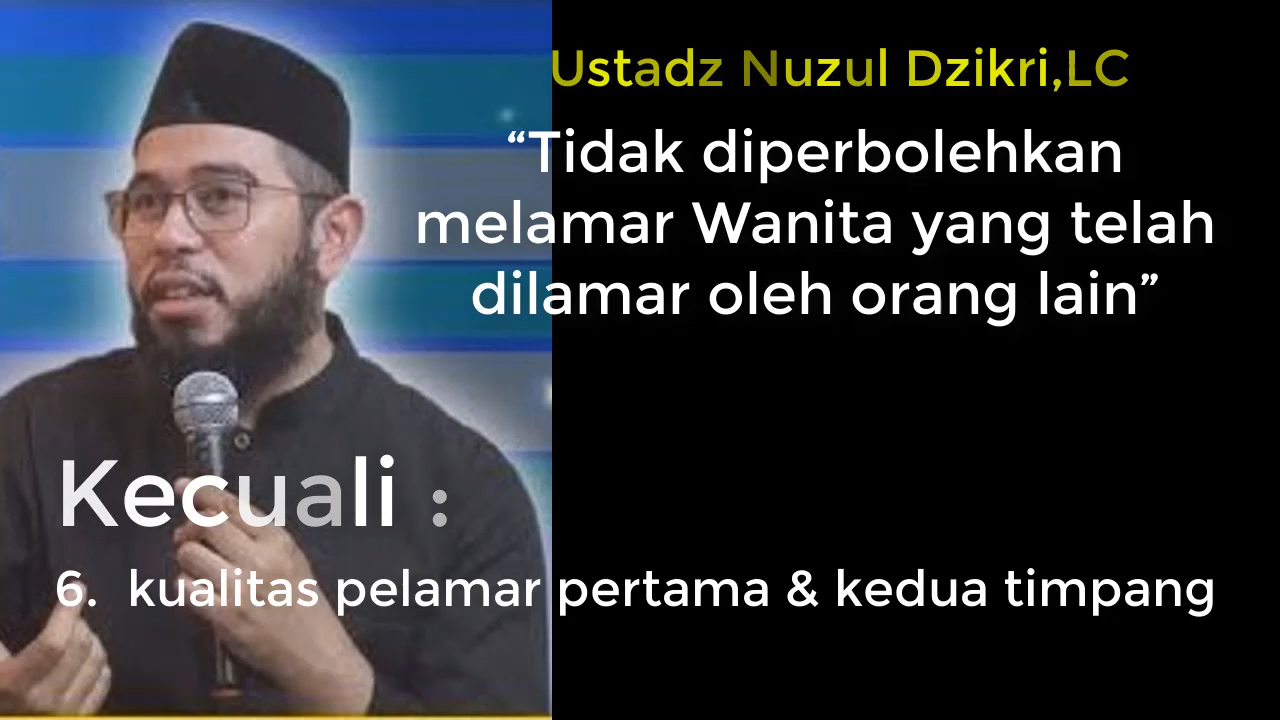 Ustadz Nuzul Dzikri,LC
“Tidak diperbolehkan
melamar Wanita yang telah
dilamar oleh orang lain”
Kecuali :
6. kualitas pelamar pertama & kedua timpang